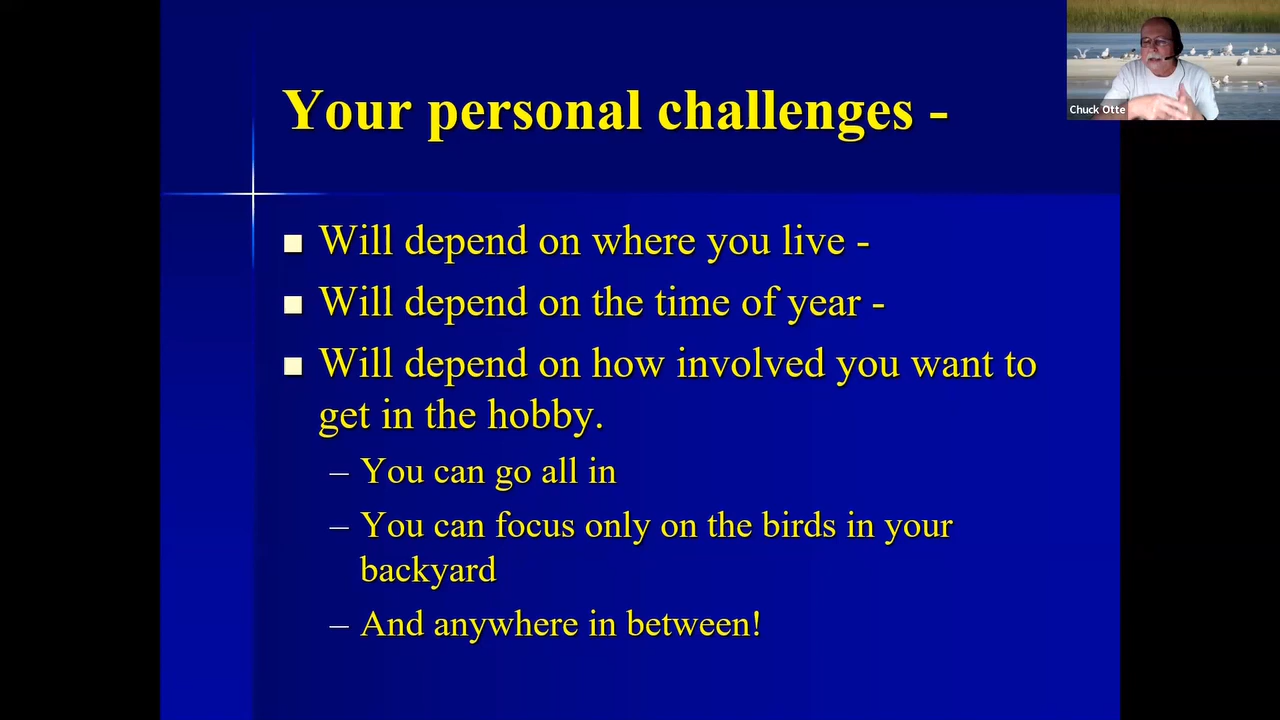 Your personal challenges -
Chuck Otte
Will depend on where you live -
Will depend on the time of year -
Will depend on how involved you want to
get in the hobby.
– You can go all in
– You can focus only on the birds in your
backyard
– And anywhere in between!